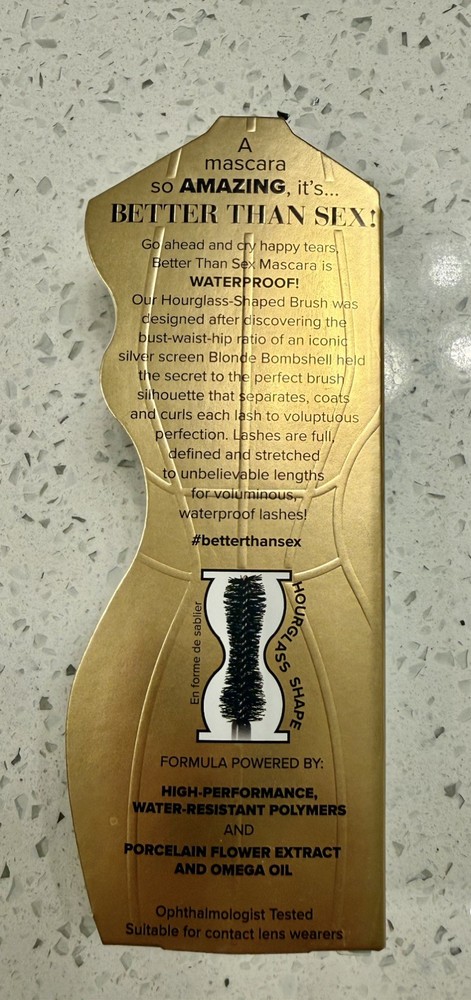 A
mascara
so AMAZING, it's...
BETTER THAN SEX!
Go ahead and cry happy tears,
Better Than Sex Mascara is
WATERPROOF!
Our Hourglass-Shaped Brush was
designed after discovering the
bust-waist-hip ratio of an iconic
silver screen Blonde Bombshell held
the secret to the perfect brush
silhouette that separates, coats
and curls each lash to voluptuous
perfection. Lashes are full,
defined and stretched
to unbelievable lengths
for voluminous,
waterproof lashes!
#betterthansex
En forme de sablier
HOURGLASS SHAPE
FORMULA POWERED BY:
HIGH-PERFORMANCE,
WATER-RESISTANT POLYMERS
AND
PORCELAIN FLOWER EXTRACT
AND OMEGA OIL
Ophthalmologist Tested
Suitable for contact lens wearers